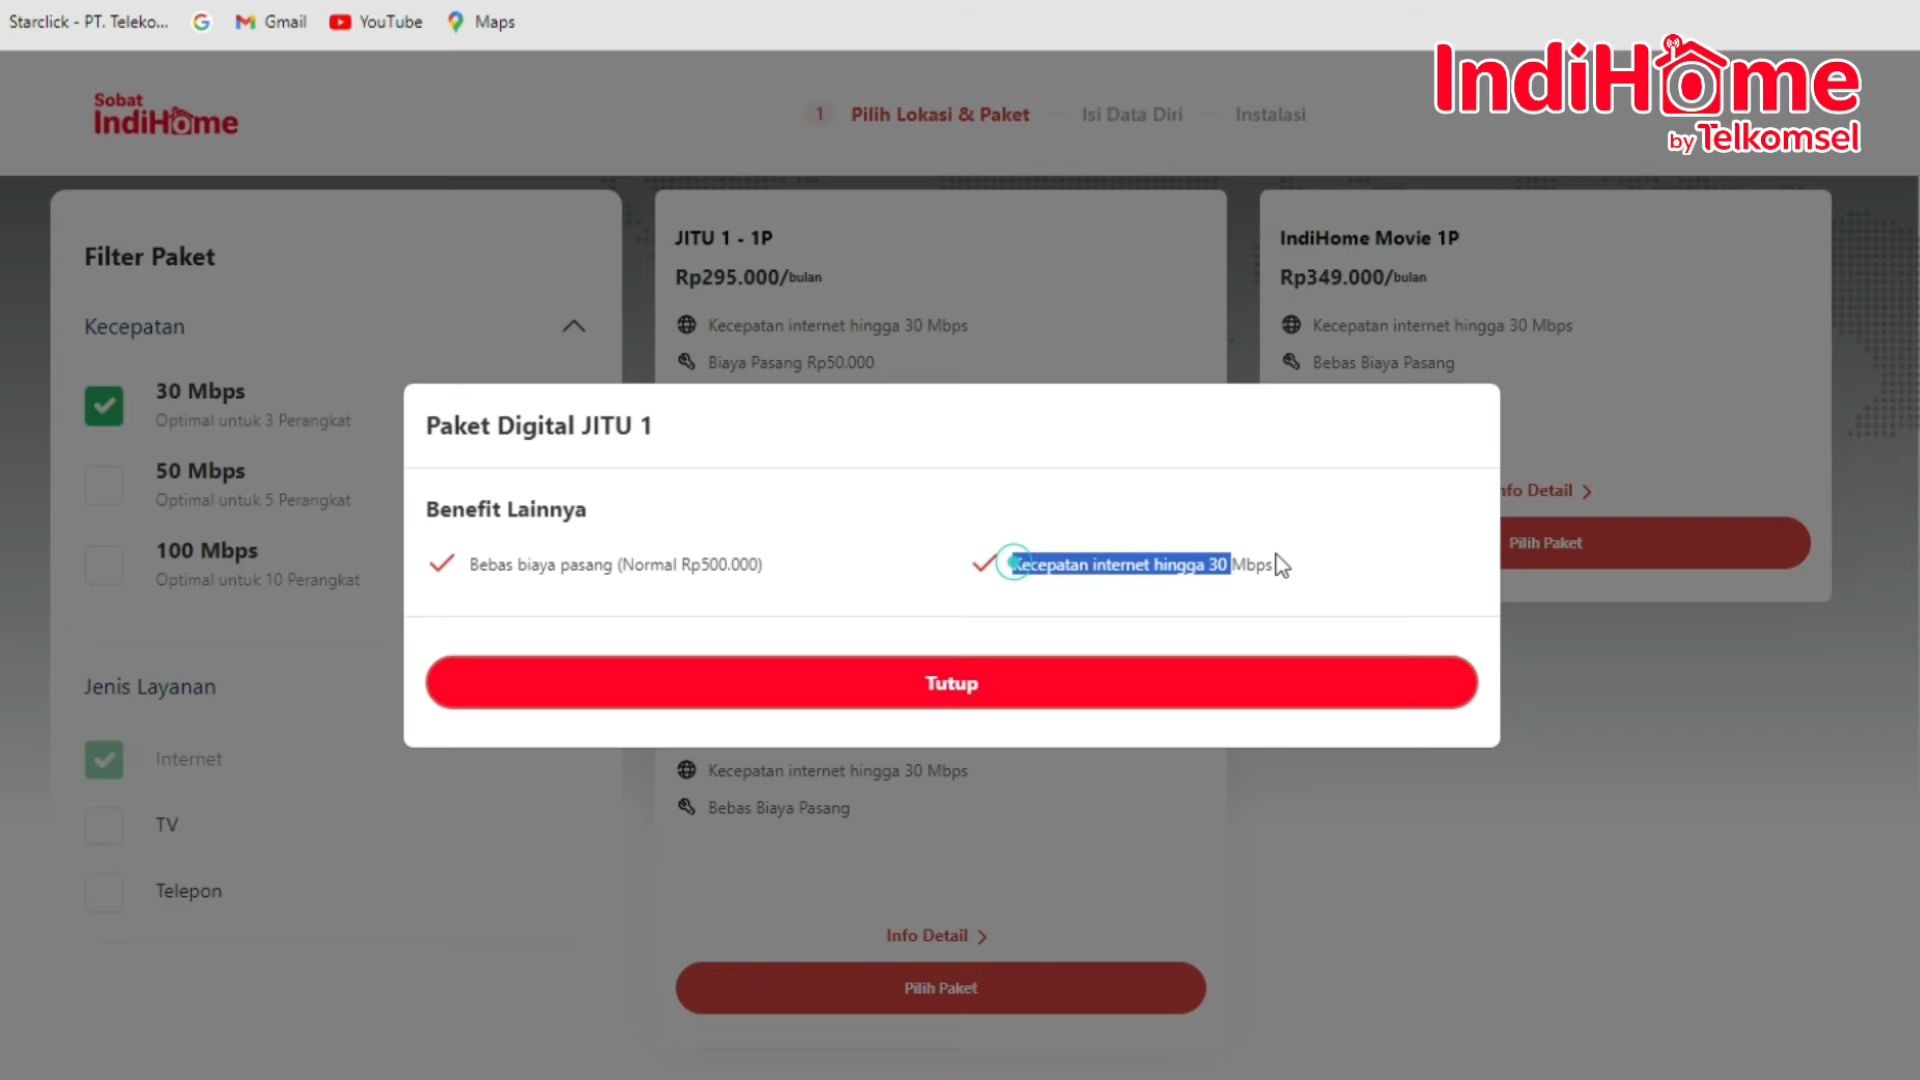 Starclick - PT. Teleko...
Gmail
YouTube
Maps
IndiHome
by Telkomsel
Sobat
IndiHome
1 Pilih Lokasi & Paket
Isi Data Diri
Instalasi
Filter Paket
Kecepatan
30 Mbps
Optimal untuk 3 Perangkat
50 Mbps
Optimal untuk 5 Perangkat
100 Mbps
Optimal untuk 10 Perangkat
Jenis Layanan
Internet
TV
Telepon
JITU 1 - 1P
Rp295.000/bulan
Kecepatan internet hingga 30 Mbps
Biaya Pasang Rp50.000
IndiHome Movie 1P
Rp349.000/bulan
Kecepatan internet hingga 30 Mbps
Bebas Biaya Pasang
Info Detail
Pilih Paket
Paket Digital JITU 1
Benefit Lainnya
Bebas biaya pasang (Normal Rp500.000)
Kecepatan internet hingga 30 Mbps
Tutup
Kecepatan internet hingga 30 Mbps
Bebas Biaya Pasang
Info Detail
Pilih Paket